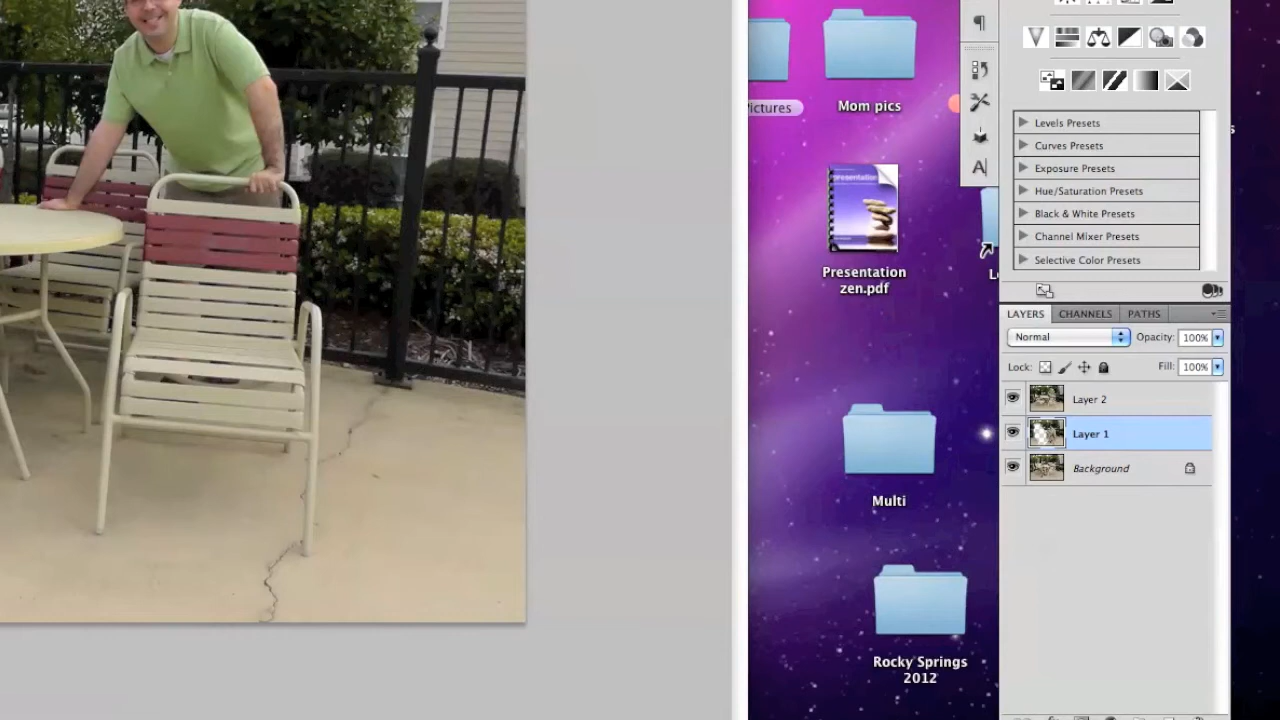 ictures
Mom pics
Presentation
zen.pdf
Multi
Rocky Springs
2012
Levels Presets
Curves Presets
Exposure Presets
Hue/Saturation Presets
Black & White Presets
Channel Mixer Presets
Selective Color Presets
LAYERS CHANNELS PATHS
Normal Opacity: 100%
Lock: Fill: 100%
Layer 2
Layer 1
Background